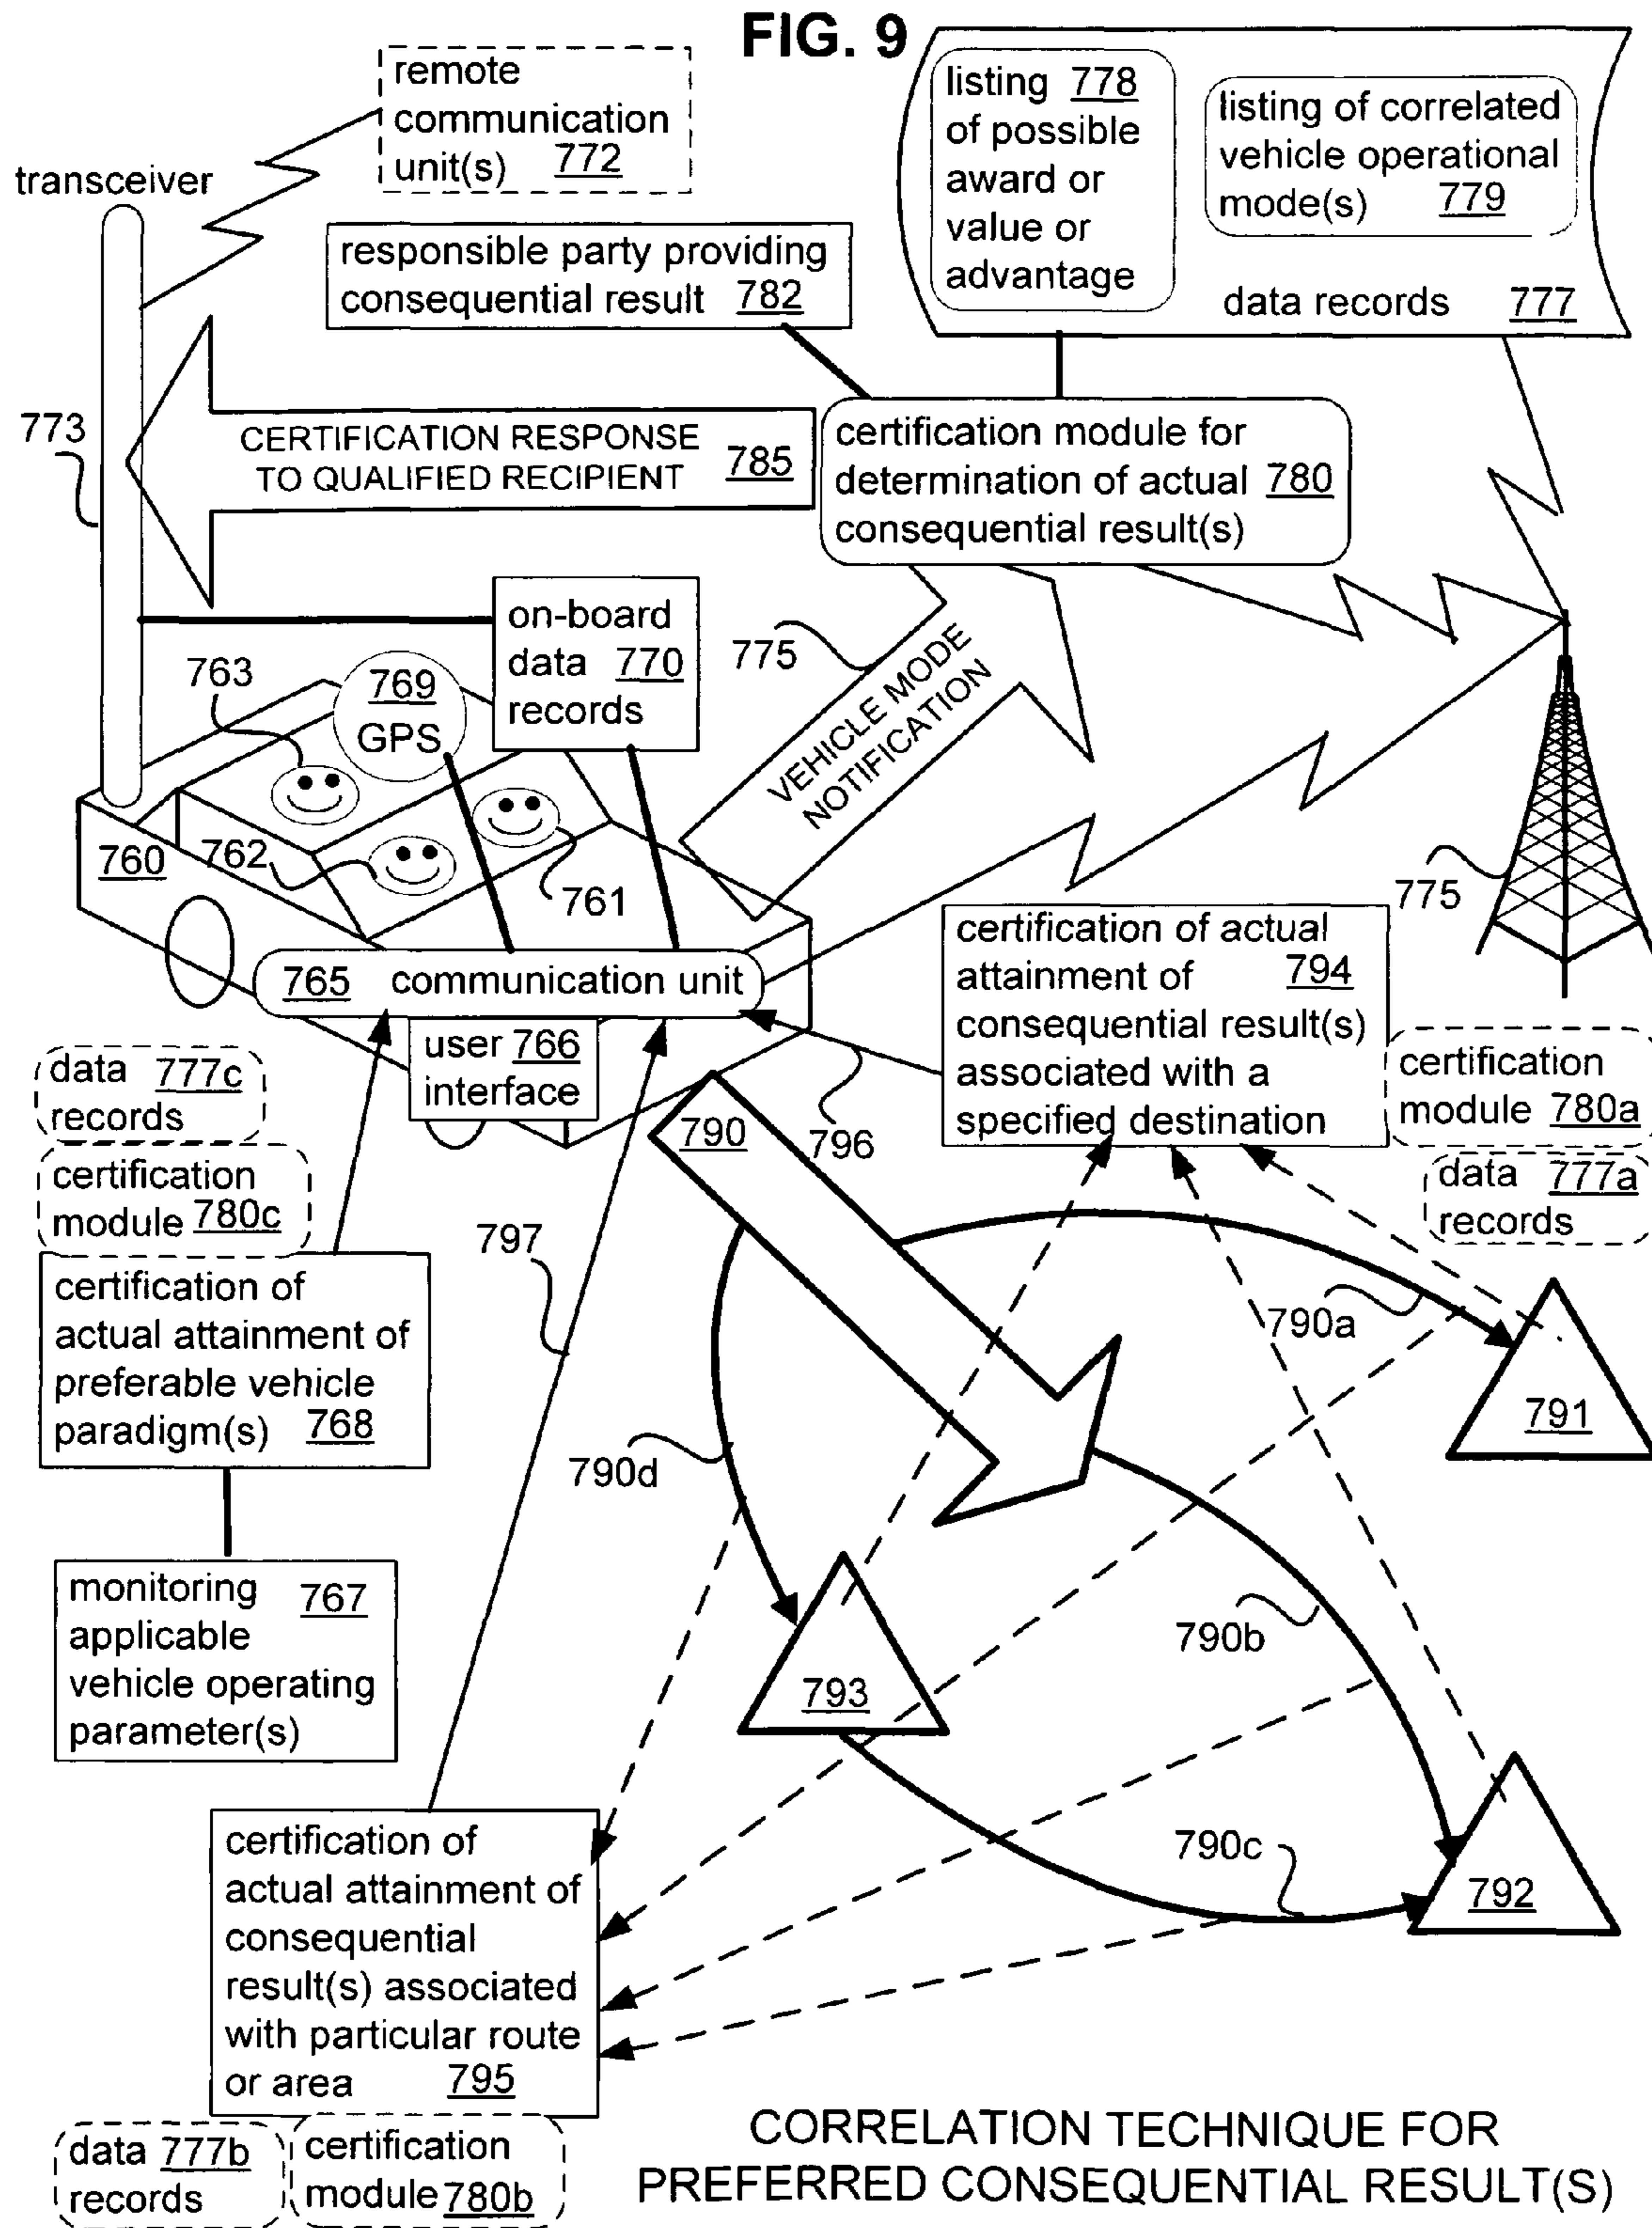 FIG. 9
remote
communication
unit(s) 772
transceiver
listing 778
of possible
award or
value or
advantage
listing of correlated
vehicle operational
mode(s) 779
data records 777
responsible party providing
consequential result 782
773
CERTIFICATION RESPONSE
TO QUALIFIED RECIPIENT 785
certification module for
determination of actual 780
consequential result(s)
on-board
data 770
records
775
VEHICLE MODE
NOTIFICATION
763
769
GPS
760
762
761
775
765 communication unit
user 766
interface
certification of actual
attainment of 794
consequential result(s)
associated with a
specified destination
certification
module 780a
data 777a
records
data 777c
records
certification
module 780c
790
796
797
certification of
actual attainment of
preferable vehicle
paradigm(s) 768
790a
791
790d
monitoring 767
applicable
vehicle operating
parameter(s)
790b
793
790c
792
certification of
actual attainment of
consequential
result(s) associated
with particular route
or area 795
data 777b
records
certification
module 780b
CORRELATION TECHNIQUE FOR
PREFERRED CONSEQUENTIAL RESULT(S)